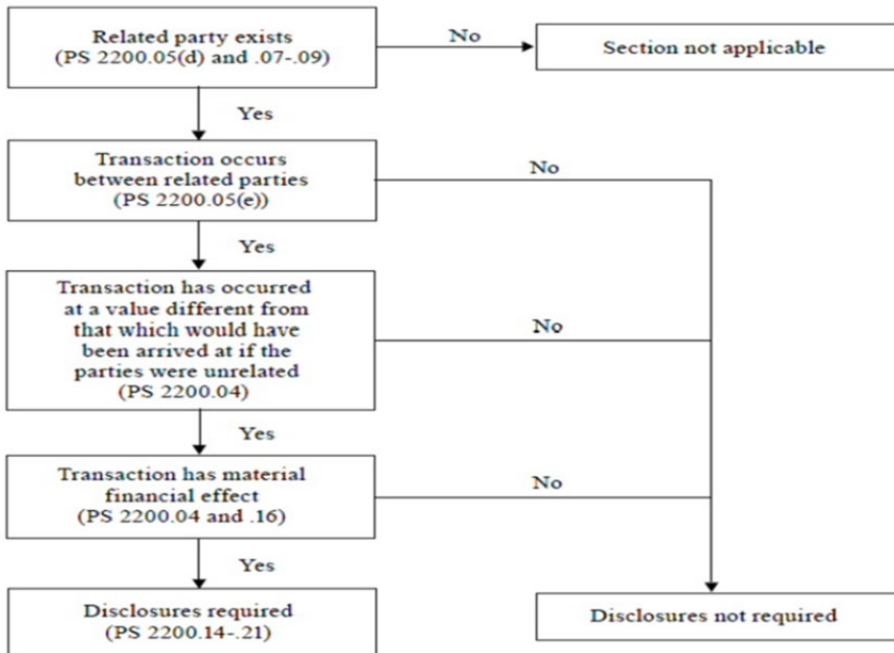 Related party exists
(PS 2200.05(d) and .07-.09)
No
Section not applicable
Yes
Transaction occurs
between related parties
(PS 2200.05(e))
No
Yes
Transaction has occurred
at a value different from
that which would have
been arrived at if the
parties were unrelated
(PS 2200.04)
No
Yes
Transaction has material
financial effect
(PS 2200.04 and .16)
No
Yes
Disclosures required
(PS 2200.14-.21)
Disclosures not required